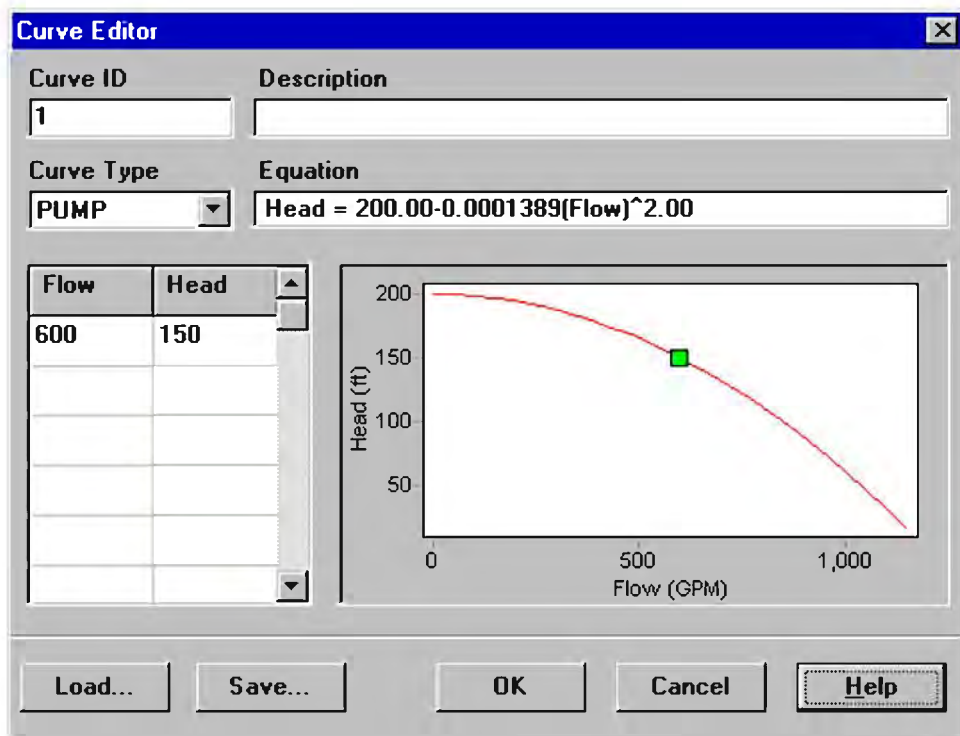 Curve Editor
Curve ID
Description
1
Curve Type
Equation
PUMP
Head = 200.00-0.0001389(Flow)^2.00
Flow Head
600 150
200
150
100
50
Head (ft)
0 500 1,000
Flow (GPM)
Load... Save... OK Cancel Help